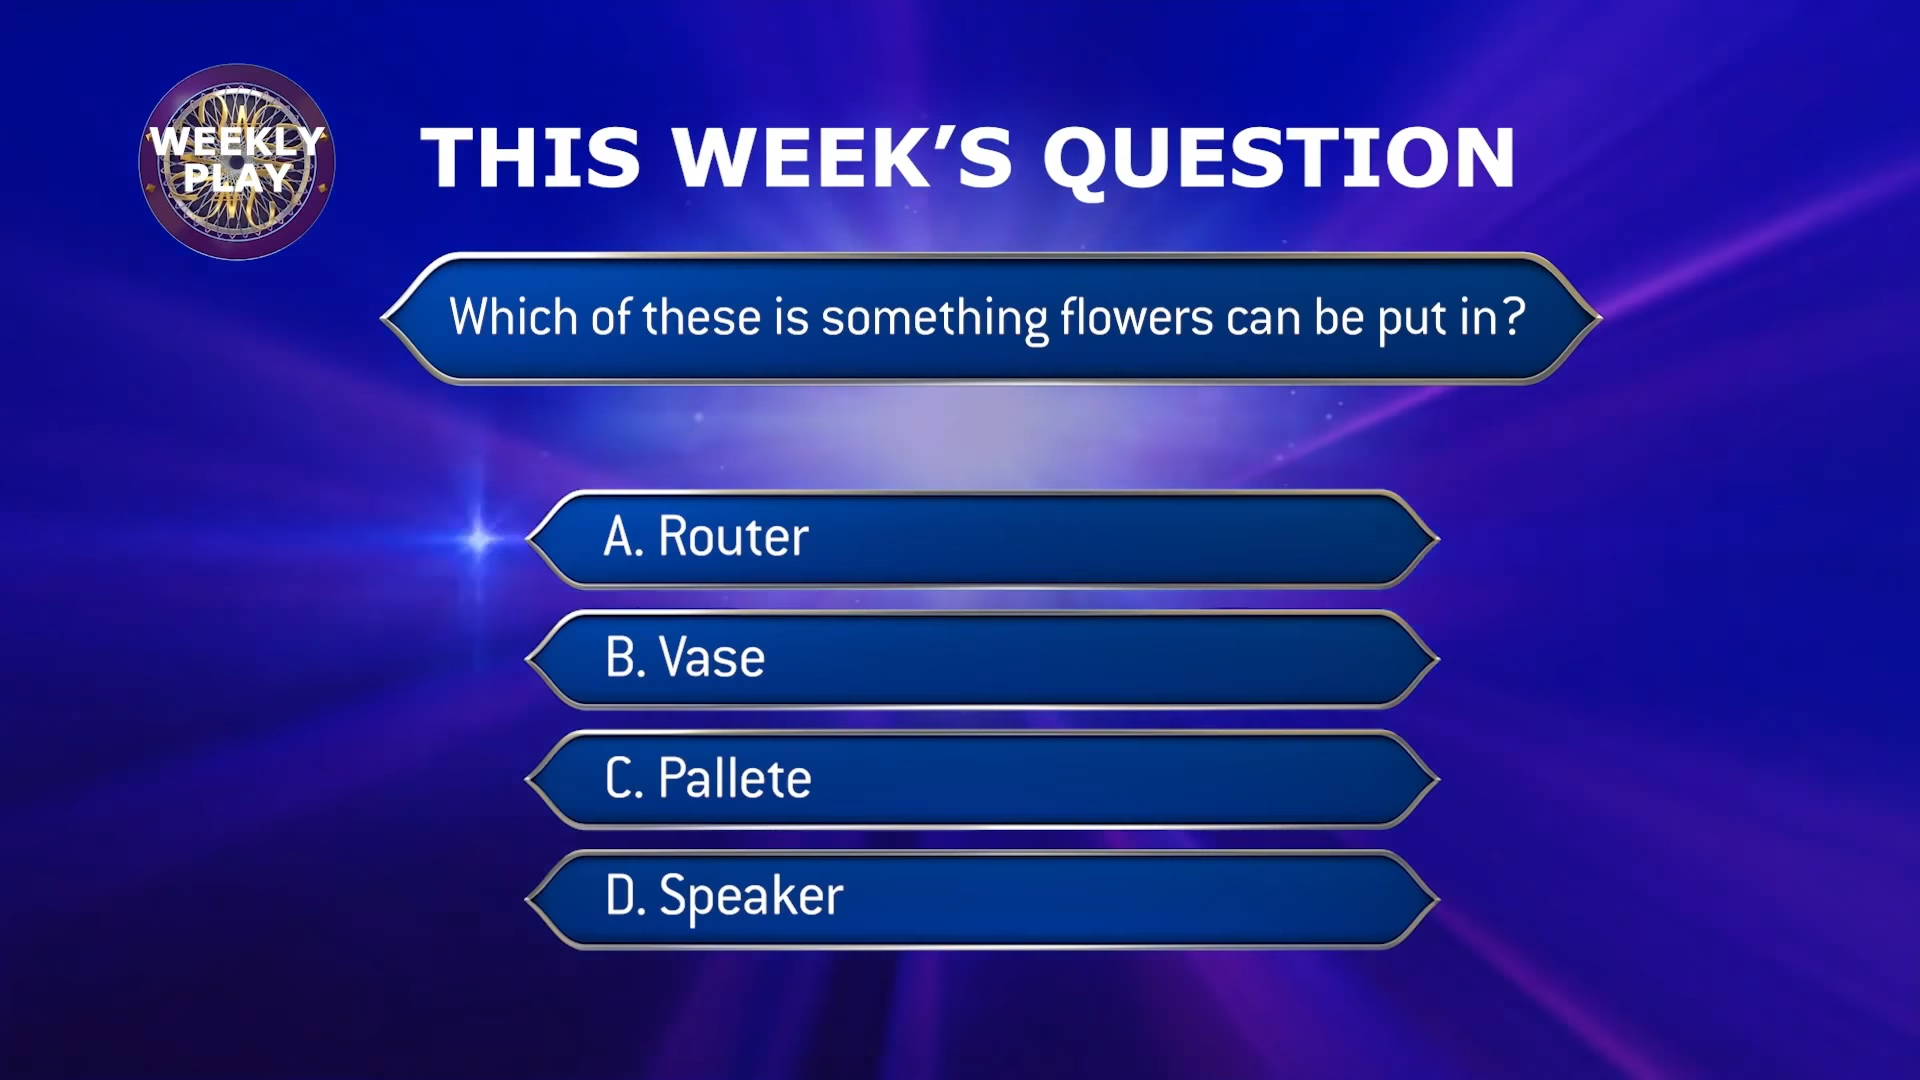 WEEKLY
PLAY
THIS WEEK’S QUESTION
Which of these is something flowers can be put in?
A. Router
B. Vase
C. Pallete
D. Speaker